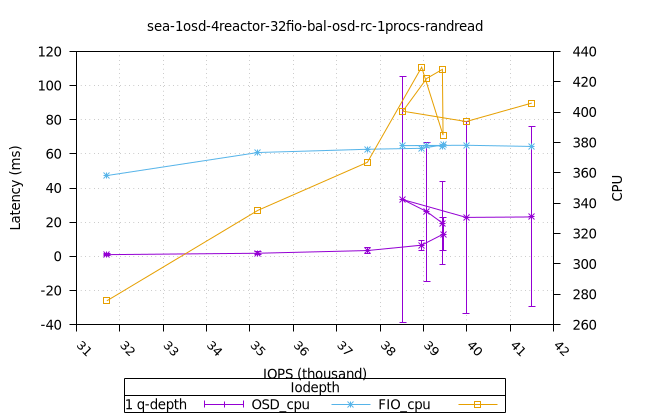 sea-1osd-4reactor-32fio-bal-osd-rc-1procs-randread
120 440
100 420
80 400
60 380
40 360
20 340
0 320
-20 300
-40 280
260
Latency (ms)
CPU
31 32 33 34 35 36 37 38 39 40 41 42
IOPS (thousand)
Iodepth
1 q-depth OSD_cpu FIO_cpu